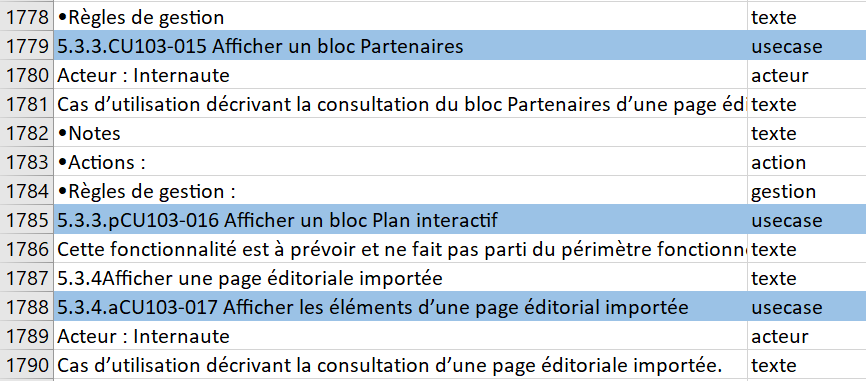 1778 •Règles de gestion texte
1779 5.3.3.CU103-015 Afficher un bloc Partenaires usecase
1780 Acteur : Internaute acteur
1781 Cas d’utilisation décrivant la consultation du bloc Partenaires d’une page édi texte
1782 •Notes texte
1783 •Actions : action
1784 •Règles de gestion : gestion
1785 5.3.3.pCU103-016 Afficher un bloc Plan interactif usecase
1786 Cette fonctionnalité est à prévoir et ne fait pas parti du périmètre fonctionn texte
1787 5.3.4Afficher une page éditoriale importée texte
1788 5.3.4.aCU103-017 Afficher les éléments d’une page éditorial importée usecase
1789 Acteur : Internaute acteur
1790 Cas d’utilisation décrivant la consultation d’une page éditoriale importée. texte